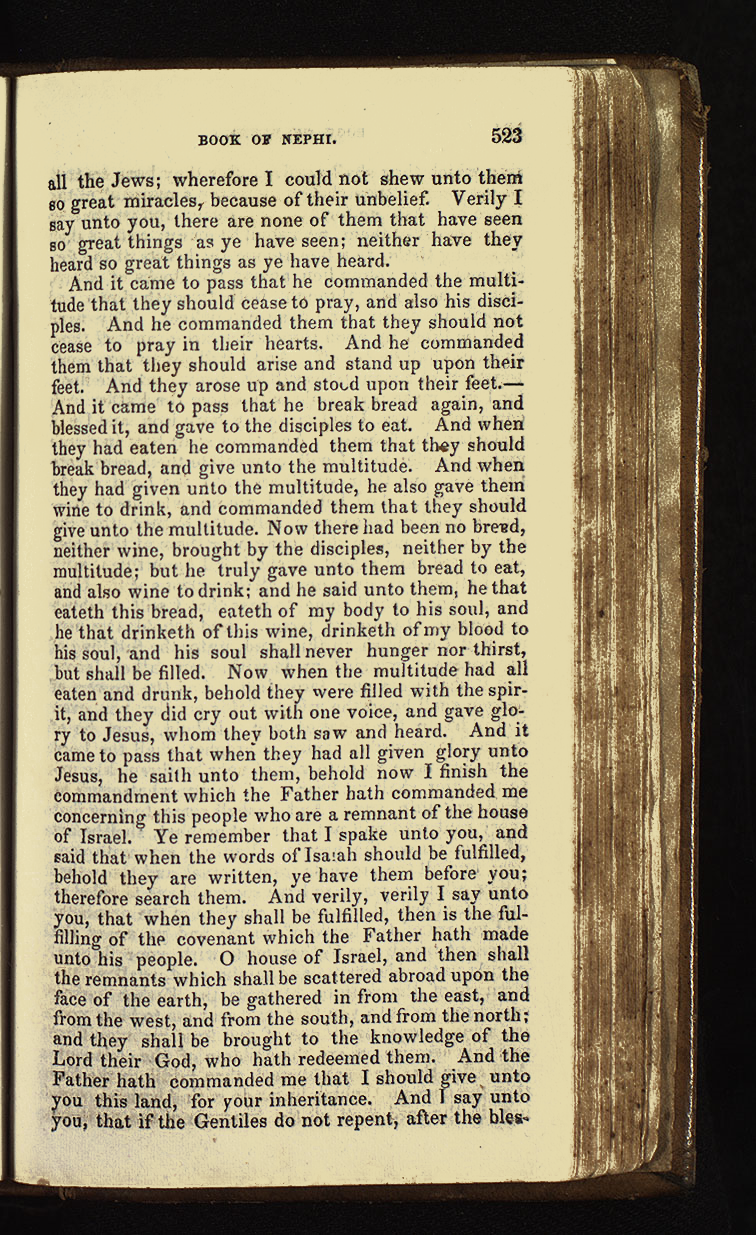 BOOK OF NEPHI. 523
all the Jews; wherefore I could not shew unto them
so great miracles, because of their unbelief. Verily I
say unto you, there are none of them that have seen
so great things as ye have seen; neither have they
heard so great things as ye have heard.
And it came to pass that he commanded the multi-
tude that they should cease to pray, and also his disci-
ples. And he commanded them that they should not
cease to pray in their hearts. And he commanded
them that they should arise and stand up upon their
feet. And they arose up and stood upon their feet.—
And it came to pass that he break bread again, and
blessed it, and gave to the disciples to eat. And when
they had eaten he commanded them that they should
break bread, and give unto the multitude. And when
they had given unto the multitude, he also gave them
wine to drink, and commanded them that they should
give unto the multitude. Now there had been no bread,
neither wine, brought by the disciples, neither by the
multitude; but he truly gave unto them bread to eat,
and also wine to drink; and he said unto them, he that
eateth this bread, eateth of my body to his soul, and
he that drinketh of this wine, drinketh of my blood to
his soul, and his soul shall never hunger nor thirst,
but shall be filled. Now when the multitude had all
eaten and drunk, behold they were filled with the spir-
it, and they did cry out with one voice, and gave glo-
ry to Jesus, whom they both saw and heard. And it
came to pass that when they had all given glory unto
Jesus, he saith unto them, behold now I finish the
commandment which the Father hath commanded me
concerning this people who are a remnant of the house
of Israel. Ye remember that I spake unto you, and
said that when the words of Isaiah should be fulfilled,
behold they are written, ye have them before you;
therefore search them. And verily, verily I say unto
you, that when they shall be fulfilled, then is the ful-
filling of the covenant which the Father hath made
unto his people. O house of Israel, and then shall
the remnants which shall be scattered abroad upon the
face of the earth, be gathered in from the east, and
from the west, and from the south, and from the north;
and they shall be brought to the knowledge of the
Lord their God, who hath redeemed them. And the
Father hath commanded me that I should give unto
you this land, for your inheritance. And I say unto
you, that if the Gentiles do not repent, after the bles-